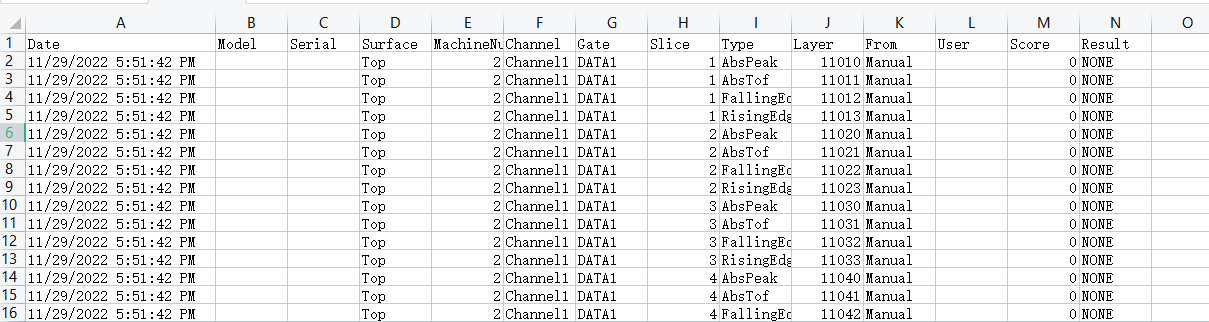 A B C D E F G H I J K L M N O
1 Date Model Serial Surface MachineNu Channel Gate Slice Type Layer From User Score Result
2 11/29/2022 5:51:42 PM Top 2 Channel1 DATA1 1 AbsPeak 11010 Manual 0 NONE
3 11/29/2022 5:51:42 PM Top 2 Channel1 DATA1 1 AbsTof 11011 Manual 0 NONE
4 11/29/2022 5:51:42 PM Top 2 Channel1 DATA1 1 FallingEd 11012 Manual 0 NONE
5 11/29/2022 5:51:42 PM Top 2 Channel1 DATA1 1 RisingEdg 11013 Manual 0 NONE
6 11/29/2022 5:51:42 PM Top 2 Channel1 DATA1 2 AbsPeak 11020 Manual 0 NONE
7 11/29/2022 5:51:42 PM Top 2 Channel1 DATA1 2 AbsTof 11021 Manual 0 NONE
8 11/29/2022 5:51:42 PM Top 2 Channel1 DATA1 2 FallingEd 11022 Manual 0 NONE
9 11/29/2022 5:51:42 PM Top 2 Channel1 DATA1 2 RisingEdg 11023 Manual 0 NONE
10 11/29/2022 5:51:42 PM Top 2 Channel1 DATA1 3 AbsPeak 11030 Manual 0 NONE
11 11/29/2022 5:51:42 PM Top 2 Channel1 DATA1 3 AbsTof 11031 Manual 0 NONE
12 11/29/2022 5:51:42 PM Top 2 Channel1 DATA1 3 FallingEd 11032 Manual 0 NONE
13 11/29/2022 5:51:42 PM Top 2 Channel1 DATA1 3 RisingEdg 11033 Manual 0 NONE
14 11/29/2022 5:51:42 PM Top 2 Channel1 DATA1 4 AbsPeak 11040 Manual 0 NONE
15 11/29/2022 5:51:42 PM Top 2 Channel1 DATA1 4 AbsTof 11041 Manual 0 NONE
16 11/29/2022 5:51:42 PM Top 2 Channel1 DATA1 4 FallingEd 11042 Manual 0 NONE